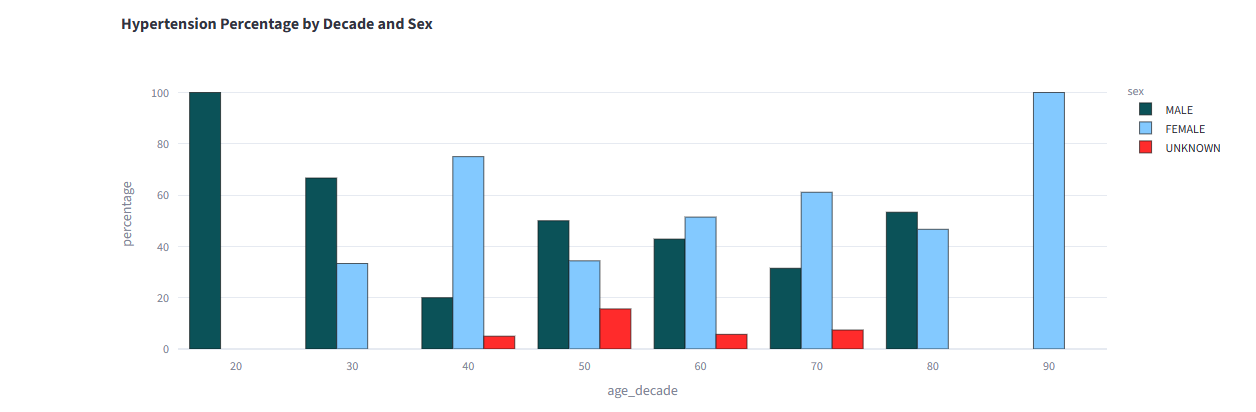 Hypertension Percentage by Decade and Sex
sex
MALE
FEMALE
UNKNOWN
percentage
100
80
60
40
20
0
20 30 40 50 60 70 80 90
age_decade